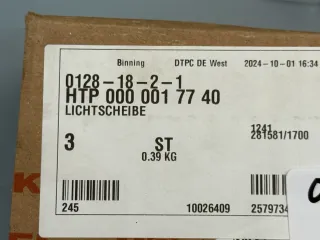 Binning DTPC DE West 2024-10-01 16:34
0128-18-2-1
HTP 000 001 77 40
LICHTSCHEIBE
3 ST
0.39 KG
1241
281581/1700
245 10026409 2579734